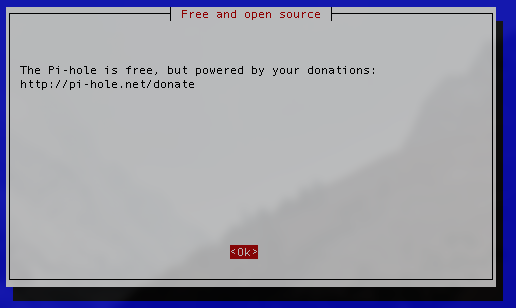 Free and open source
The Pi-hole is free, but powered by your donations:
http://pi-hole.net/donate
<Ok>